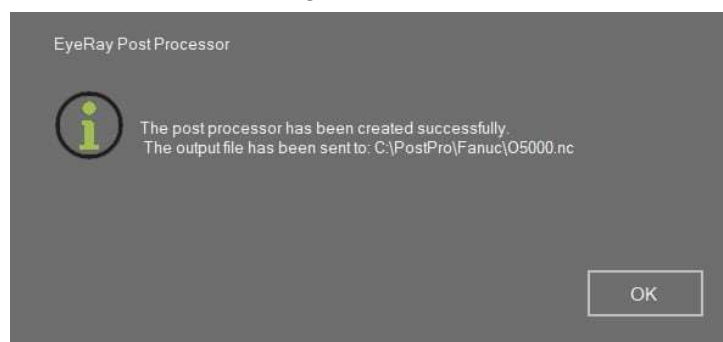 EyeRay Post Processor
The post processor has been created successfully.
The output file has been sent to: C:\PostPro\Fanuc\O5000.nc
OK